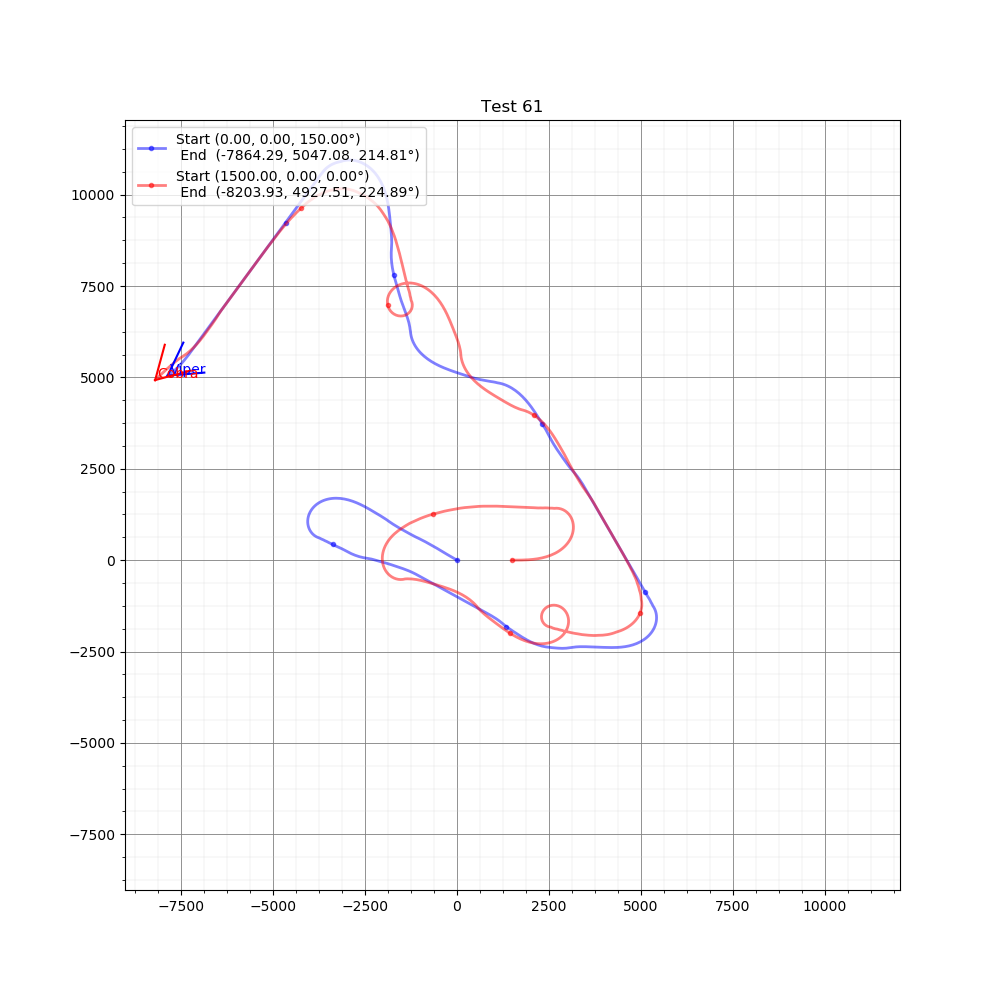 Test 61
Start (0.00, 0.00, 150.00°)
End (-7864.29, 5047.08, 214.81°)
Start (1500.00, 0.00, 0.00°)
End (-8203.93, 4927.51, 224.89°)
10000
7500
5000
2500
0
−2500
−5000
−7500
Viper
−7500 −5000 −2500 0 2500 5000 7500 10000